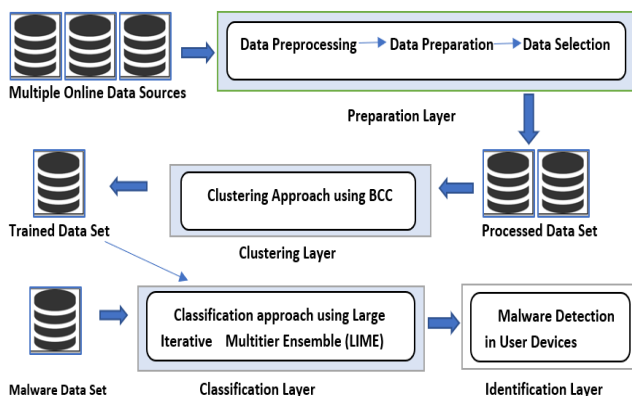 Data Preprocessing Data Preparation Data Selection
Multiple Online Data Sources
Preparation Layer
Clustering Approach using BCC
Trained Data Set
Processed Data Set
Clustering Layer
Classification approach using Large
Iterative Multitier Ensemble (LIME)
Malware Detection
in User Devices
Malware Data Set
Classification Layer
Identification Layer